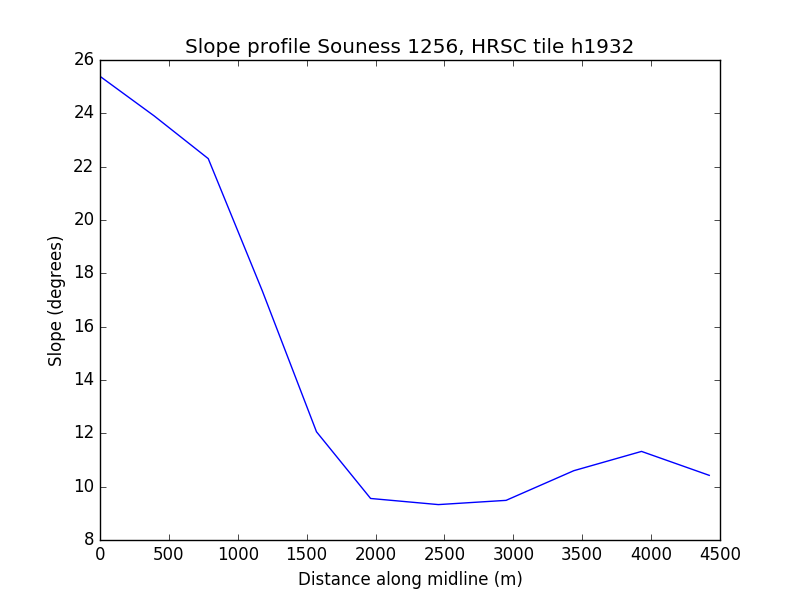 Slope profile Souness 1256, HRSC tile h1932
26
24
22
20
18
16
14
12
10
8
Slope (degrees)
0 500 1000 1500 2000 2500 3000 3500 4000 4500
Distance along midline (m)